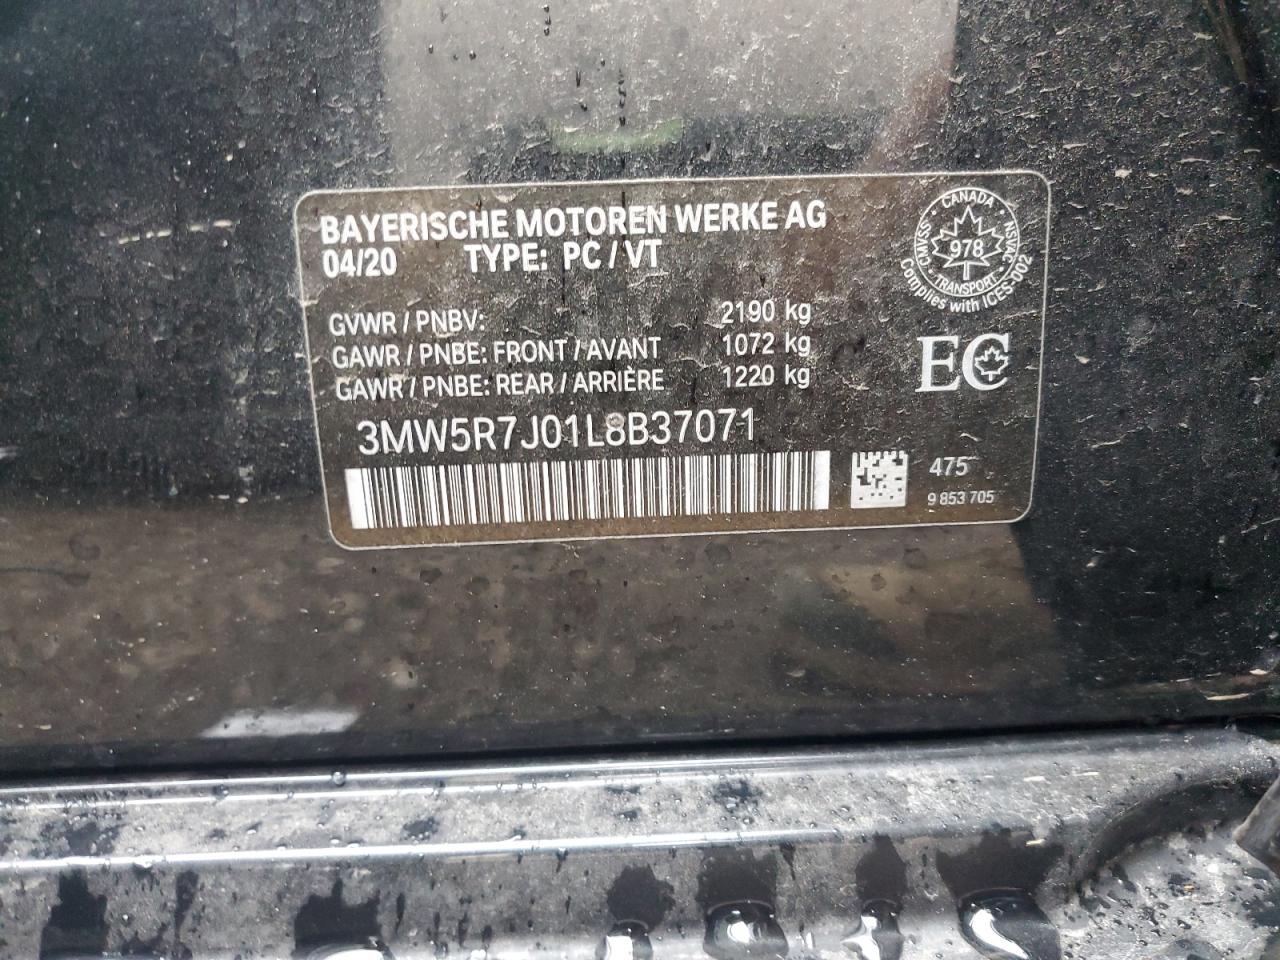 BAYERISCHE MOTOREN WERKE AG
04/20 TYPE: PC / VT
GVWR / PNBV: 2190 kg
GAWR / PNBE: FRONT / AVANT 1072 kg
GAWR / PNBE: REAR / ARRIÈRE 1220 kg
3MW5R7J01L8B37071
CANADA
CMVSS
978
NSVAC
TRANSPORT
Complies with ICES-002
EC
475
9 853 705